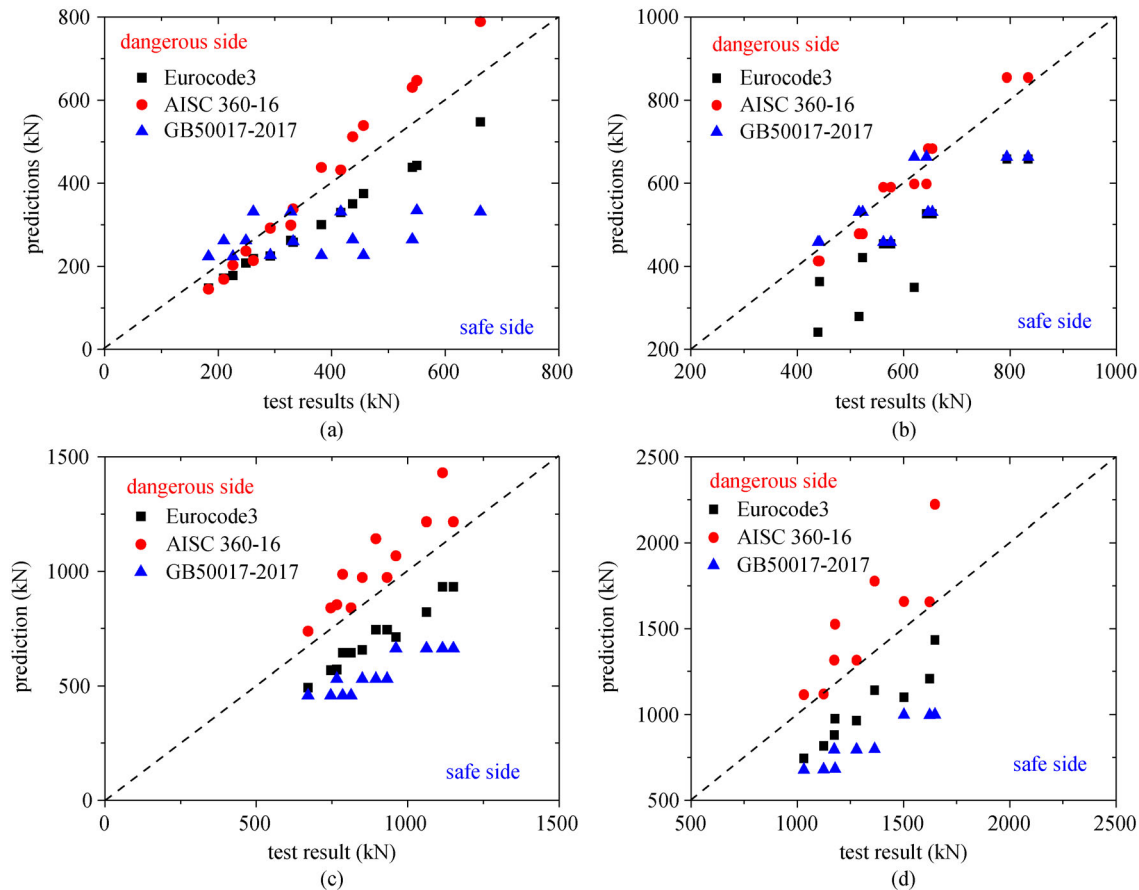 800
600
400
200
0
0
200
400
600
800
predictions (kN)
test results (kN)
dangerous side
Eurocode3
AISC 360-16
GB50017-2017
safe side
(a)
1000
800
600
400
200
200
400
600
800
1000
predictions (kN)
test results (kN)
dangerous side
Eurocode3
AISC 360-16
GB50017-2017
safe side
(b)
1500
1000
500
0
0
500
1000
1500
prediction (kN)
test result (kN)
dangerous side
Eurocode3
AISC 360-16
GB50017-2017
safe side
(c)
2500
2000
1500
1000
500
500
1000
1500
2000
2500
prediction (kN)
test result (kN)
dangerous side
Eurocode3
AISC 360-16
GB50017-2017
safe side
(d)